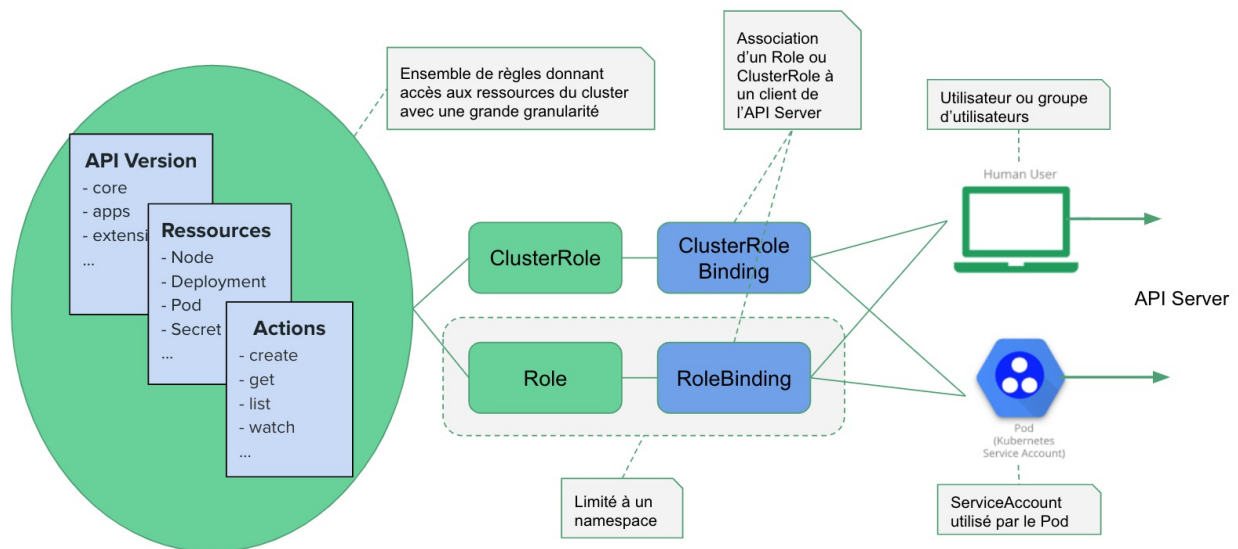 Ensemble de règles donnant
accès aux ressources du cluster
avec une grande granularité
Association
d'un Role ou
ClusterRole à
un client de
l'API Server
Utilisateur ou groupe
d'utilisateurs
API Version
- core
- apps
- extensi
...
Ressources
- Node
- Deployment
- Pod
- Secret
...
Actions
- create
- get
- list
- watch
...
ClusterRole
ClusterRole
Binding
Role
RoleBinding
Limité à un
namespace
Human User
API Server
Pod
(Kubernetes
Service Account)
ServiceAccount
utilisé par le Pod